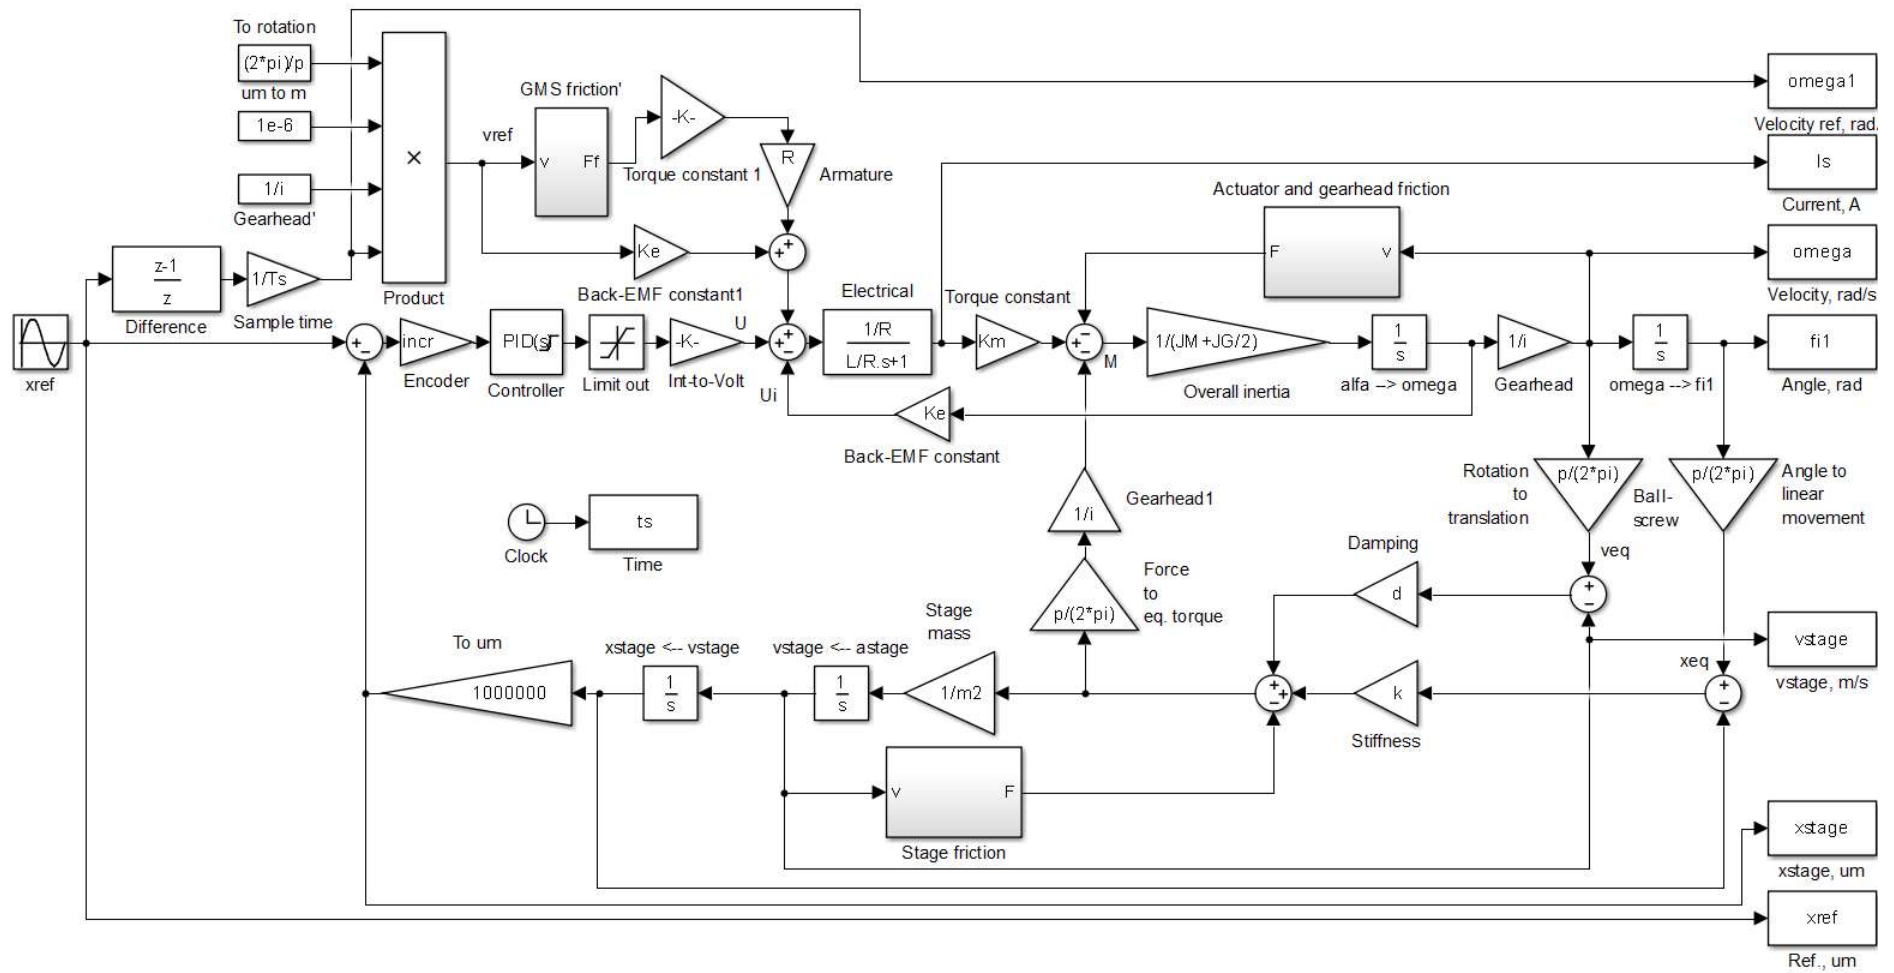 To rotation
(2*pi)/p
um to m
1e-6
1/i
Gearhead'
×
Product
z-1
z
Difference
1/Ts
Sample time
xref
vref
GMS friction'
v
Ff
-K-
Torque constant 1
R
Armature
Ke
Back-EMF constant1
+
+
+
−
incr
Encoder
PID(s)
Controller
Limit out
-K-
Int-to-Volt
U
+
+
−
Ui
Electrical
1/R
L/R.s+1
Torque constant
Km
+
−
−
M
Actuator and gearhead friction
F
v
1/(JM+JG/2)
Overall inertia
1
s
alfa --> omega
1/i
Gearhead
1
s
omega --> fi1
Ke
Back-EMF constant
omega1
Velocity ref, rad.
Is
Current, A
omega
Velocity, rad/s
fi1
Angle, rad
Rotation
to
translation
p/(2*pi)
Ball-
screw
p/(2*pi)
Angle to
linear
movement
Clock
ts
Time
Gearhead1
1/i
Force
to
eq. torque
p/(2*pi)
Damping
d
veq
+
−
vstage
vstage, m/s
xeq
+
−
k
Stiffness
+
+
−
Stage
mass
1/m2
vstage <-- astage
1
s
xstage <-- vstage
1
s
To um
1000000
v
F
Stage friction
xstage
xstage, um
xref
Ref., um